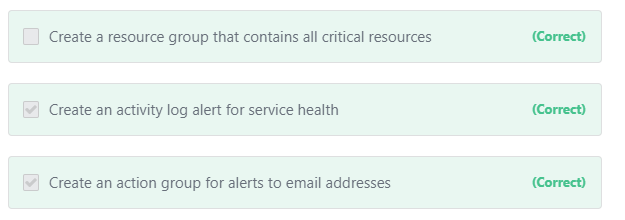 Create a resource group that contains all critical resources (Correct)
Create an activity log alert for service health (Correct)
Create an action group for alerts to email addresses (Correct)